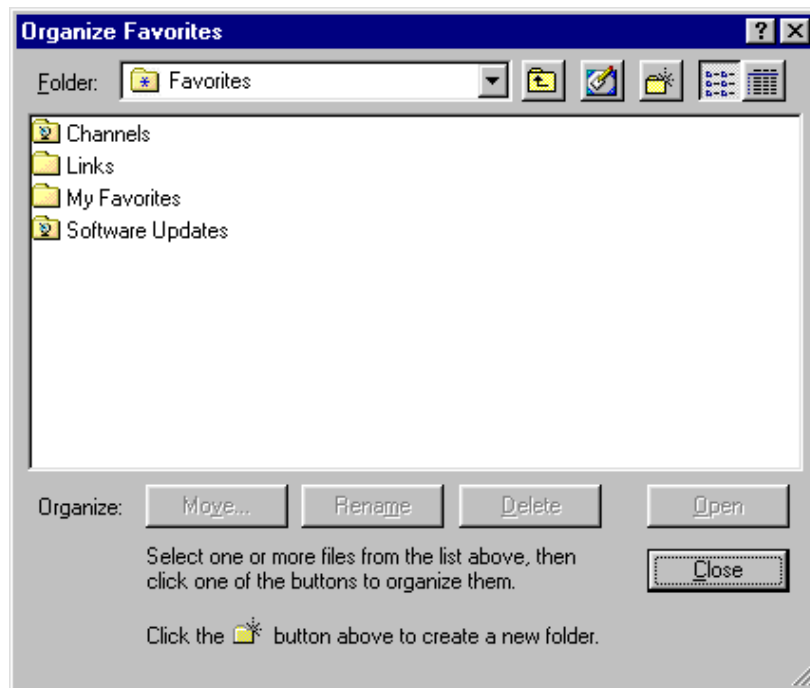 Organize Favorites
Folder: Favorites
Channels
Links
My Favorites
Software Updates
Organize: Move... Rename Delete Open
Select one or more files from the list above, then
click one of the buttons to organize them.
Close
Click the button above to create a new folder.